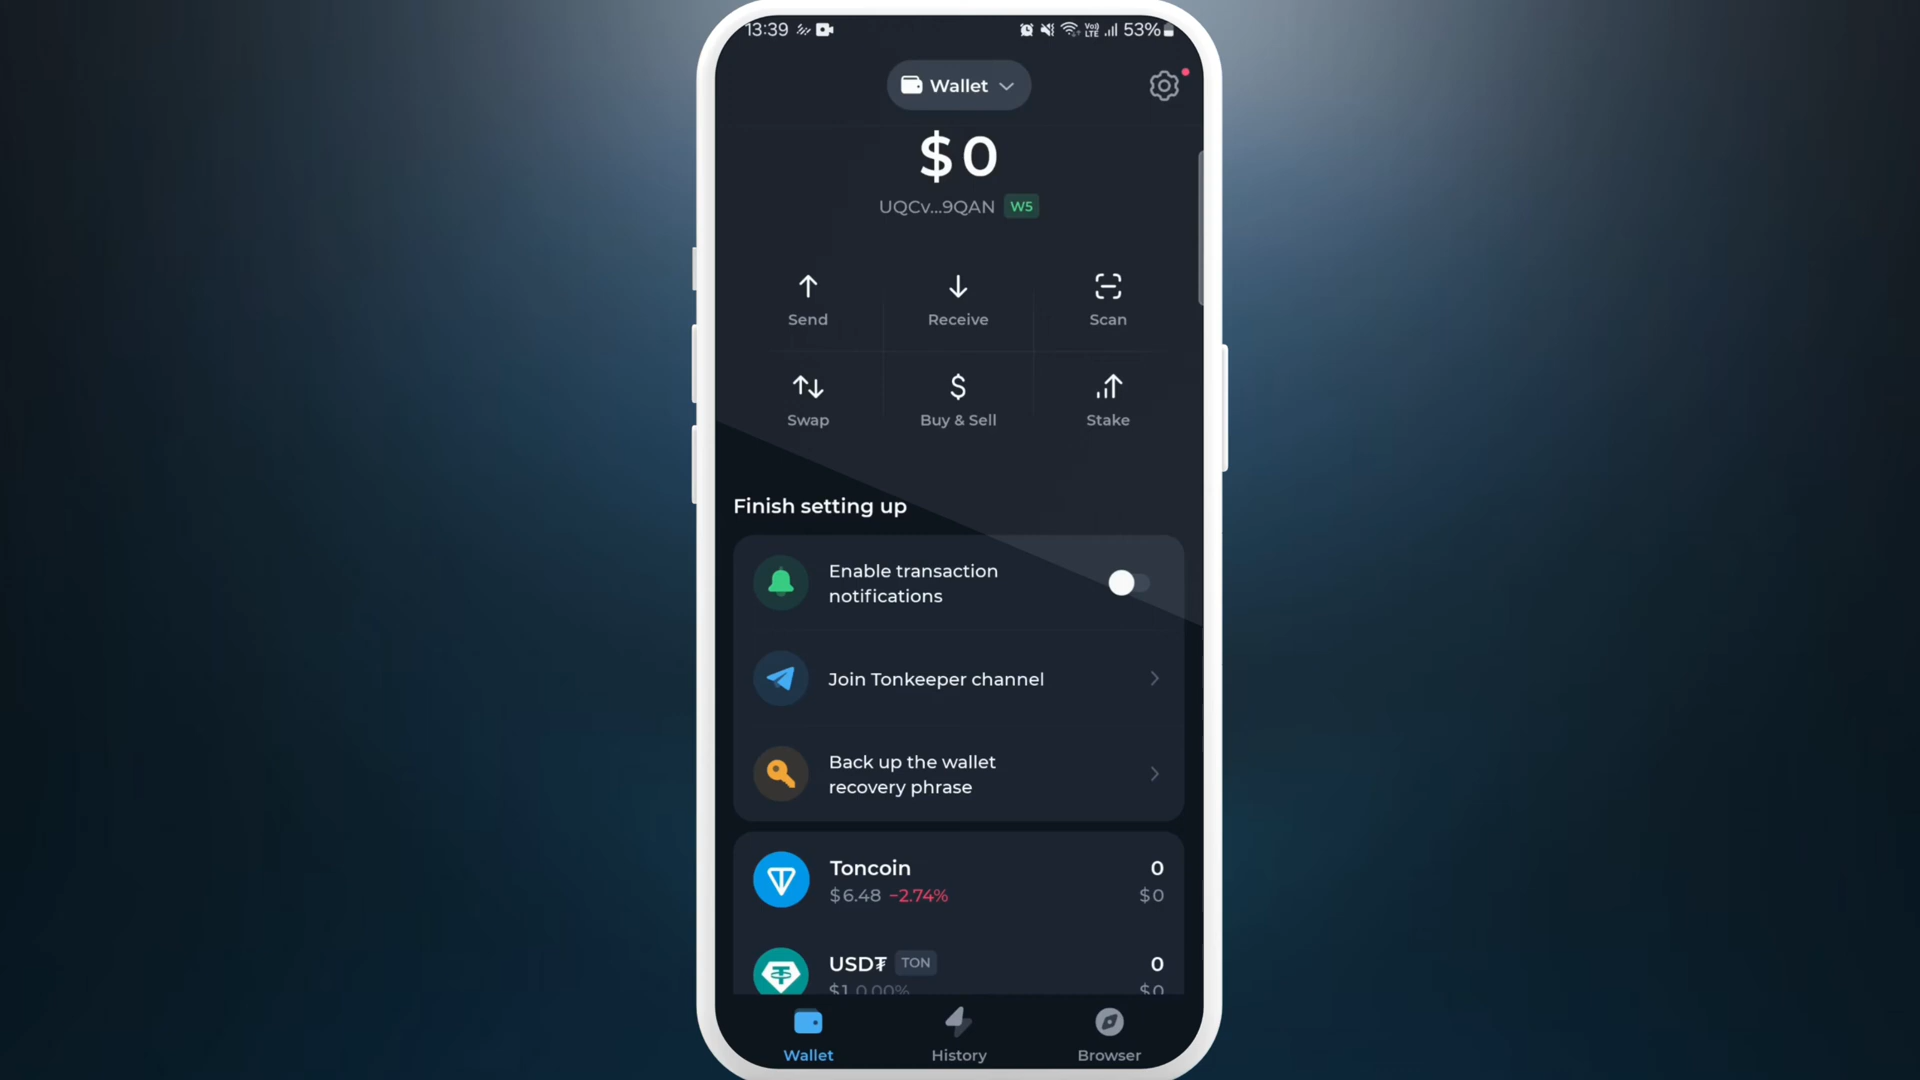 13:39 Vo) LTE 53%
Wallet
$0
UQCv...9QAN W5
Send Receive Scan
Swap Buy & Sell Stake
Finish setting up
Enable transaction
notifications
Join Tonkeeper channel
Back up the wallet
recovery phrase
Toncoin 0
$6.48 −2.74% $0
USD₮ TON 0
$1 0.00% $0
Wallet History Browser